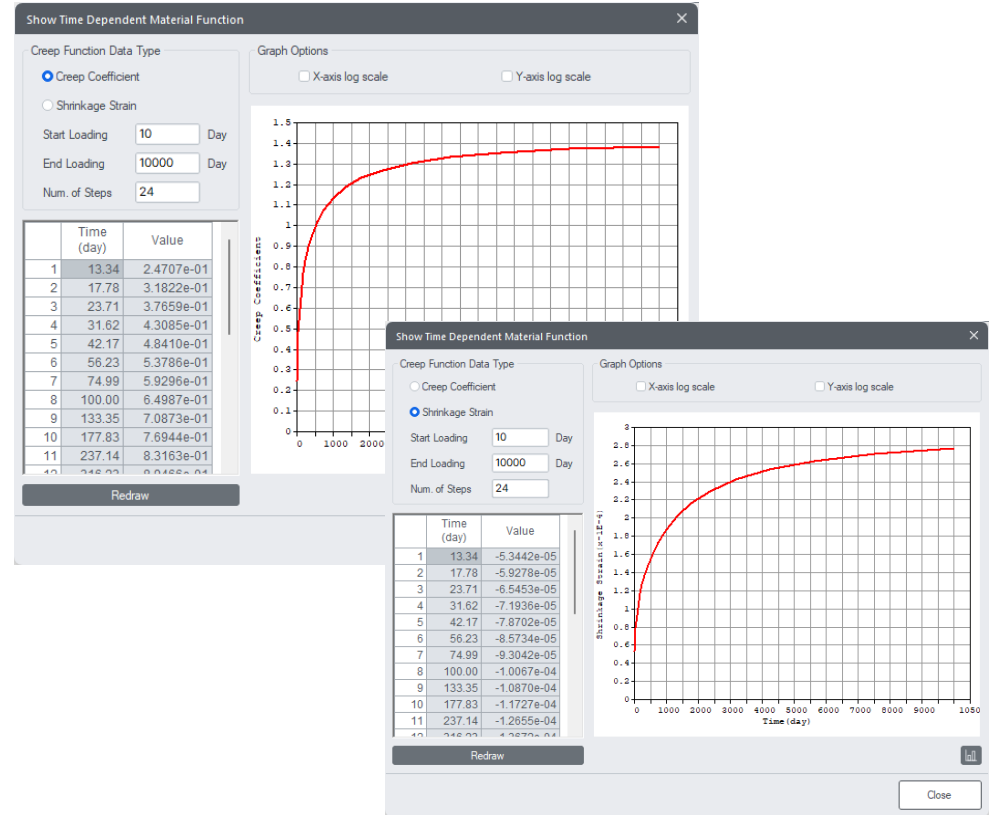 Show Time Dependent Material Function
Creep Function Data Type
Creep Coefficient
Shrinkage Strain
Start Loading 10 Day
End Loading 10000 Day
Num. of Steps 24
Graph Options
X-axis log scale Y-axis log scale
Time (day) Value
1 13.34 2.4707e-01
2 17.78 3.1822e-01
3 23.71 3.7659e-01
4 31.62 4.3085e-01
5 42.17 4.8410e-01
6 56.23 5.3786e-01
7 74.99 5.9296e-01
8 100.00 6.4987e-01
9 133.35 7.0873e-01
10 177.83 7.6944e-01
11 237.14 8.3163e-01
Redraw
Creep Coefficient
1.5
1.4
1.3
1.2
1.1
1
0.9
0.8
0.7
0.6
0.5
0.4
0.3
0.2
0.1
0
0 1000 2000
Show Time Dependent Material Function
Creep Function Data Type
Creep Coefficient
Shrinkage Strain
Start Loading 10 Day
End Loading 10000 Day
Num. of Steps 24
Graph Options
X-axis log scale Y-axis log scale
Time (day) Value
1 13.34 -5.3442e-05
2 17.78 -5.9278e-05
3 23.71 -6.5453e-05
4 31.62 -7.1936e-05
5 42.17 -7.8702e-05
6 56.23 -8.5734e-05
7 74.99 -9.3042e-05
8 100.00 -1.0067e-04
9 133.35 -1.0870e-04
10 177.83 -1.1727e-04
11 237.14 -1.2655e-04
Redraw
Shrinkage Strain(x-1E-4)
3
2.8
2.6
2.4
2.2
2
1.8
1.6
1.4
1.2
1
0.8
0.6
0.4
0.2
0
0 1000 2000 3000 4000 5000 6000 7000 8000 9000 1050
Time(day)
Close